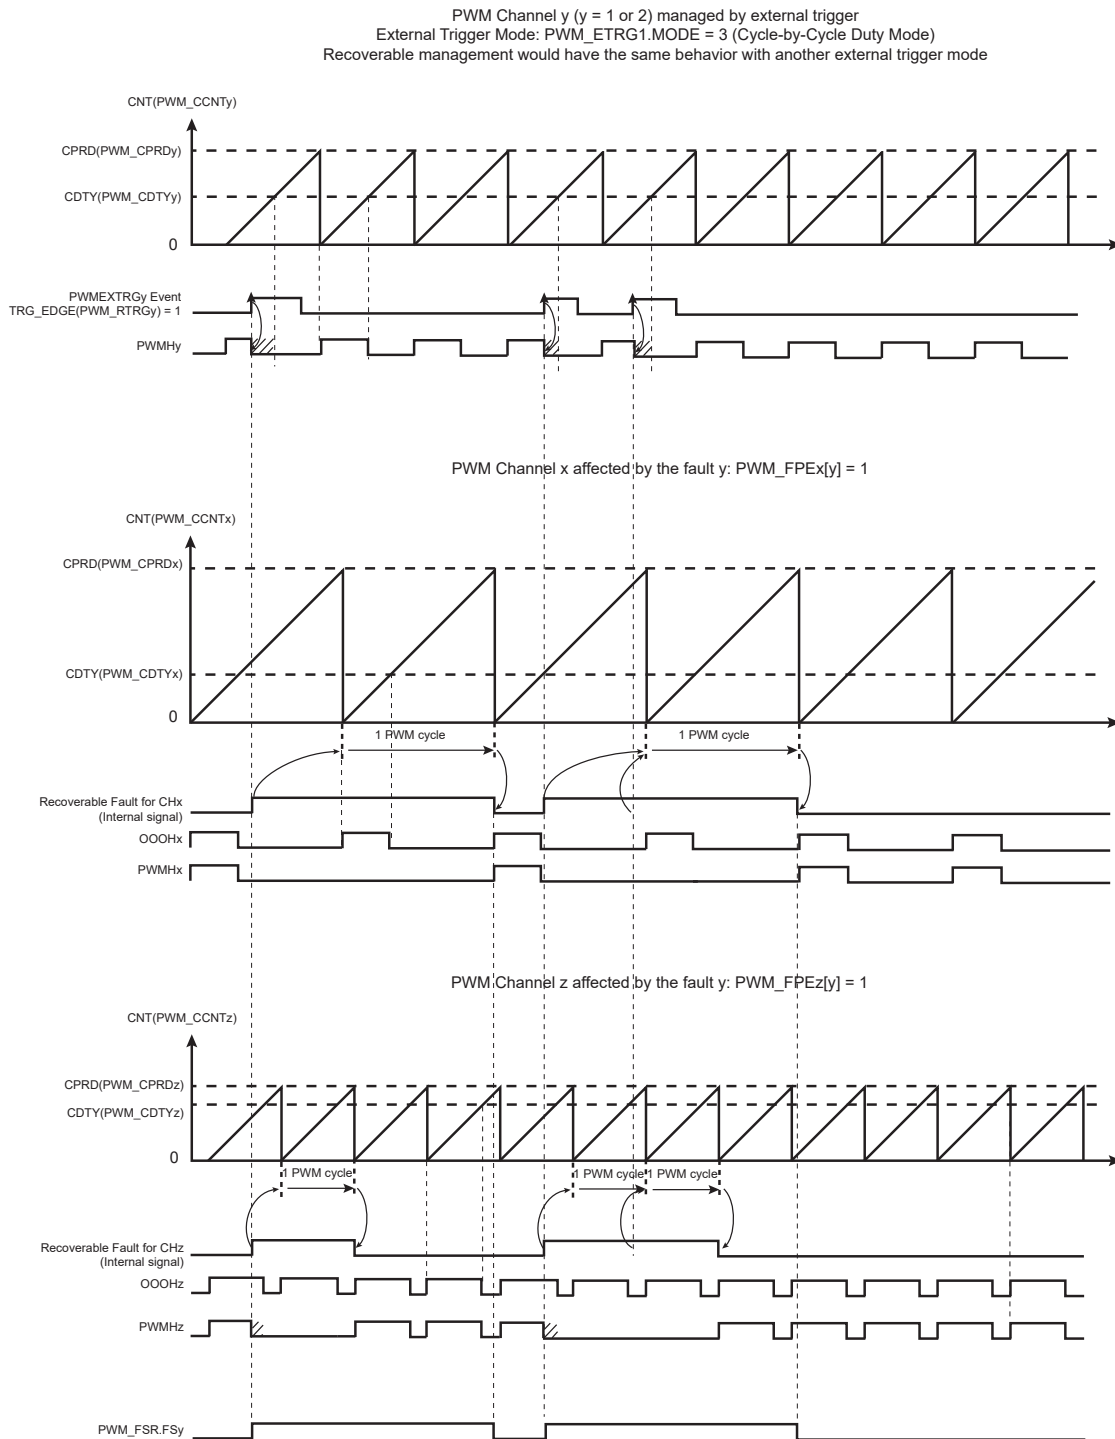 PWM Channel y (y = 1 or 2) managed by external trigger
External Trigger Mode: PWM_ETRG1.MODE = 3 (Cycle-by-Cycle Duty Mode)
Recoverable management would have the same behavior with another external trigger mode
CNT(PWM_CCNTy)
CPRD(PWM_CPRDy)
CDTY(PWM_CDTYy)
0
PWMEXTRGy Event
TRG_EDGE(PWM_RTRGy) = 1
PWMHy
PWM Channel x affected by the fault y: PWM_FPEx[y] = 1
CNT(PWM_CCNTx)
CPRD(PWM_CPRDx)
CDTY(PWM_CDTYx)
0
1 PWM cycle
1 PWM cycle
Recoverable Fault for CHx
(Internal signal)
OOOHx
PWMHx
PWM Channel z affected by the fault y: PWM_FPEz[y] = 1
CNT(PWM_CCNTz)
CPRD(PWM_CPRDz)
CDTY(PWM_CDTYz)
0
1 PWM cycle
1 PWM cycle
1 PWM cycle
Recoverable Fault for CHz
(Internal signal)
OOOHz
PWMHz
PWM_FSR.FSy